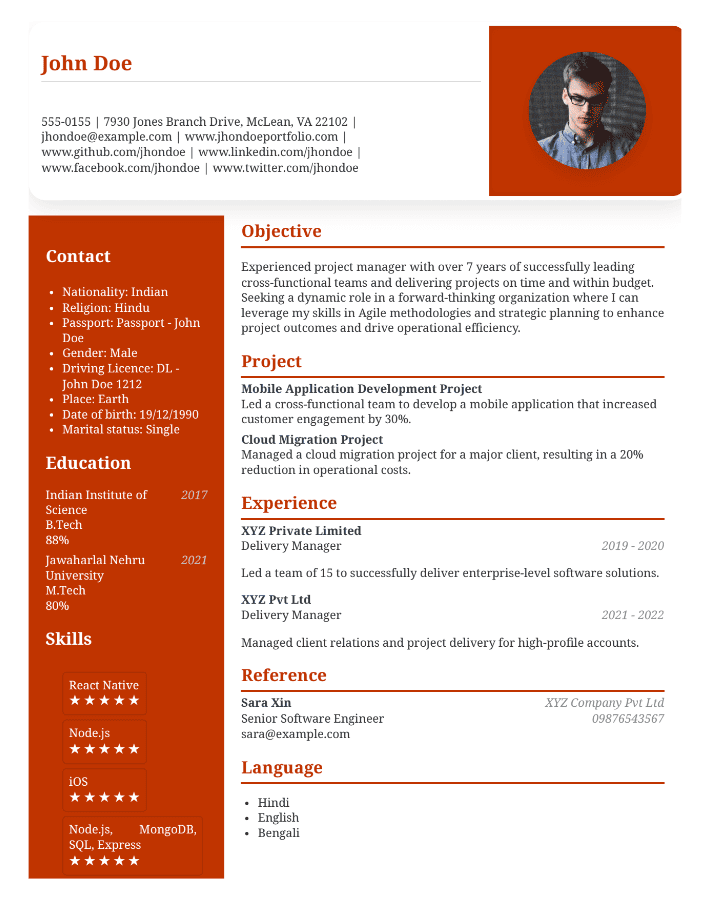 John Doe
555-0155 | 7930 Jones Branch Drive, McLean, VA 22102 |
jhondoe@example.com | www.jhondoeportfolio.com |
www.github.com/jhondoe | www.linkedin.com/jhondoe |
www.facebook.com/jhondoe | www.twitter.com/jhondoe
Contact
• Nationality: Indian
• Religion: Hindu
• Passport: Passport - John
Doe
• Gender: Male
• Driving Licence: DL -
John Doe 1212
• Place: Earth
• Date of birth: 19/12/1990
• Marital status: Single
Education
Indian Institute of 2017
Science
B.Tech
88%
Jawaharlal Nehru 2021
University
M.Tech
80%
Skills
React Native
★★★★★
Node.js
★★★★★
iOS
★★★★★
Node.js, MongoDB,
SQL, Express
★★★★★
Objective
Experienced project manager with over 7 years of successfully leading
cross-functional teams and delivering projects on time and within budget.
Seeking a dynamic role in a forward-thinking organization where I can
leverage my skills in Agile methodologies and strategic planning to enhance
project outcomes and drive operational efficiency.
Project
Mobile Application Development Project
Led a cross-functional team to develop a mobile application that increased
customer engagement by 30%.
Cloud Migration Project
Managed a cloud migration project for a major client, resulting in a 20%
reduction in operational costs.
Experience
XYZ Private Limited
Delivery Manager 2019 - 2020
Led a team of 15 to successfully deliver enterprise-level software solutions.
XYZ Pvt Ltd
Delivery Manager 2021 - 2022
Managed client relations and project delivery for high-profile accounts.
Reference
Sara Xin XYZ Company Pvt Ltd
Senior Software Engineer 09876543567
sara@example.com
Language
• Hindi
• English
• Bengali